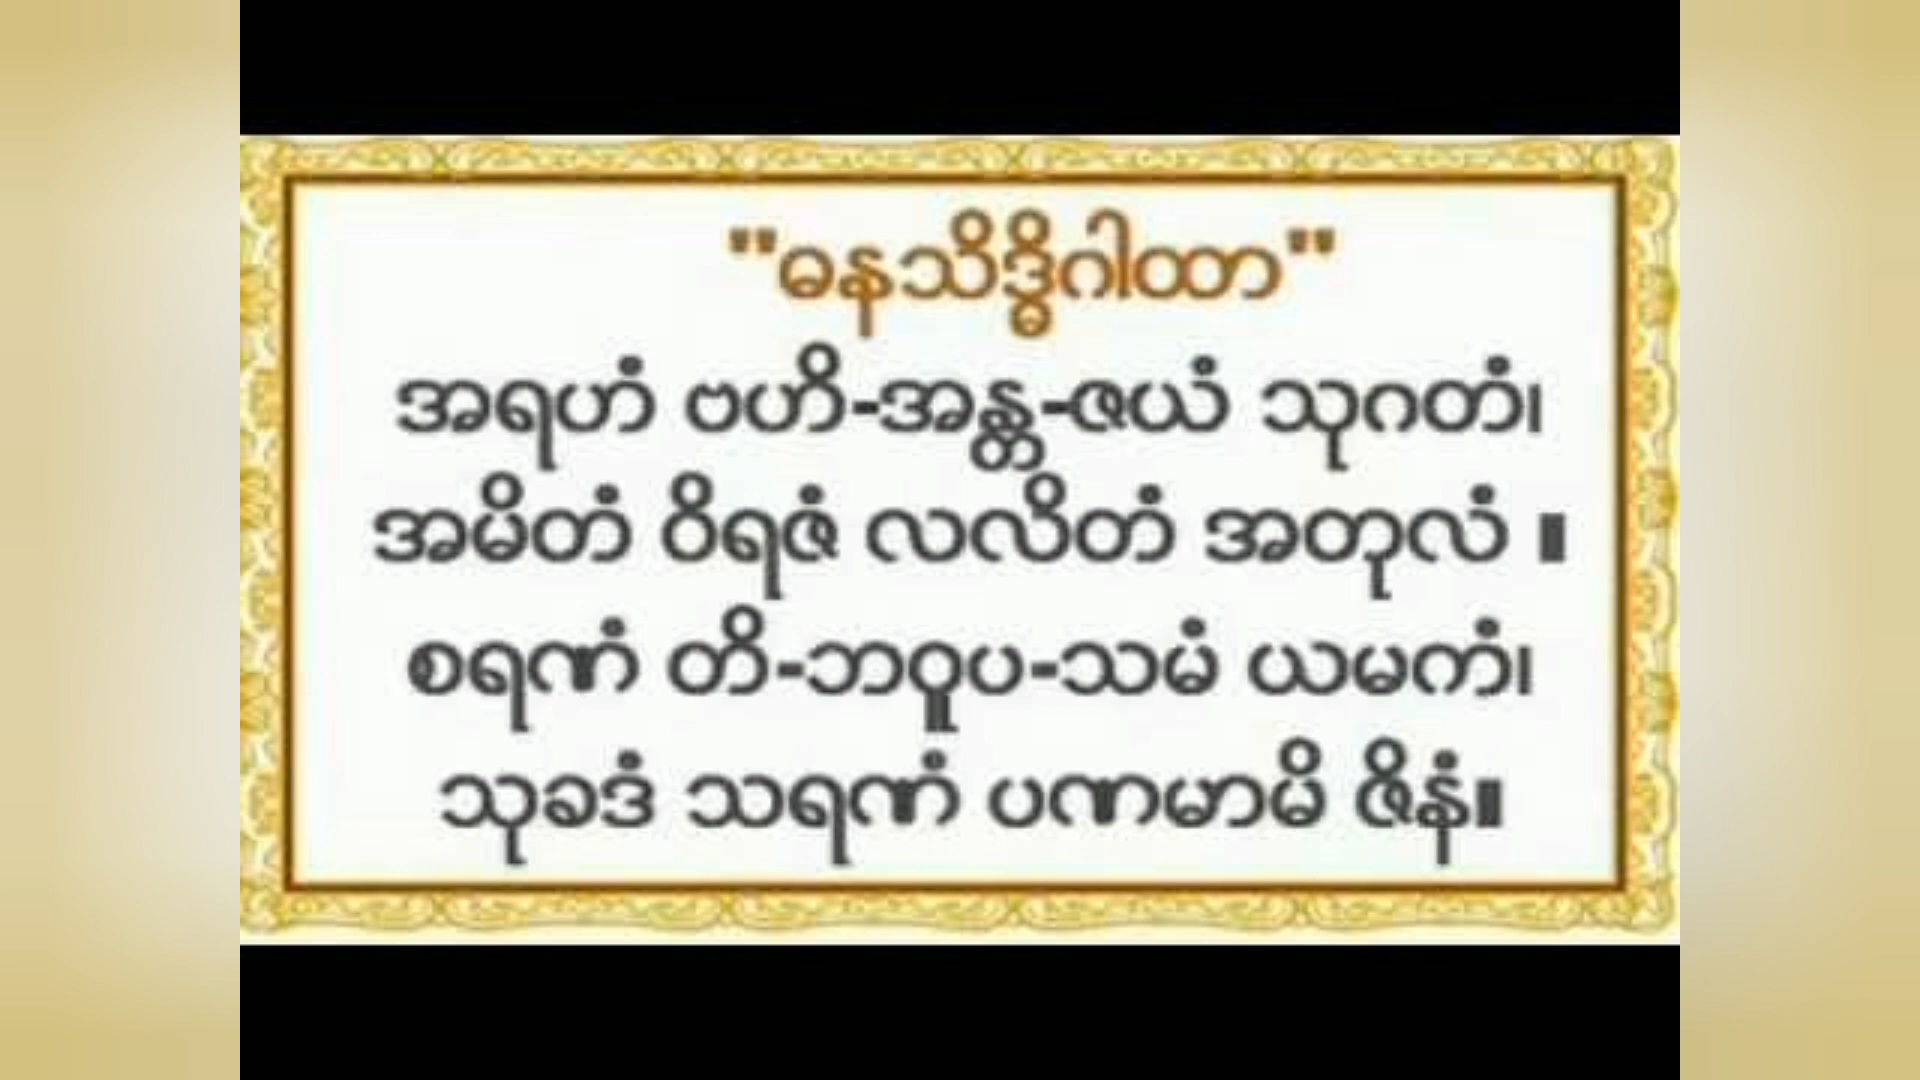 "ဓနသိဒ္ဓိဂါထာ"
အရဟံ ဗဟိ-အန္တ-ဇယံ သုဂတံ၊
အမိတံ ဝိရဇံ လလိတံ အတုလံ ။
စရဏံ တိ-ဘဝူပ-သမံ ယမကံ၊
သုခဒံ သရဏံ ပဏမာမိ ဇိနံ။